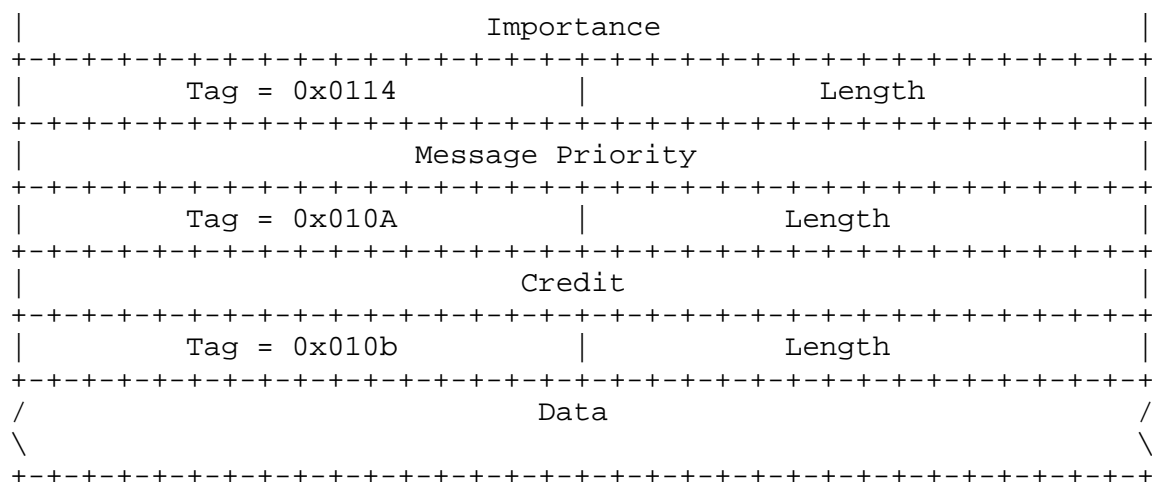 |                          Importance                           |
+-+-+-+-+-+-+-+-+-+-+-+-+-+-+-+-+-+-+-+-+-+-+-+-+-+-+-+-+-+-+-+-+
|         Tag = 0x0114          |             Length            |
+-+-+-+-+-+-+-+-+-+-+-+-+-+-+-+-+-+-+-+-+-+-+-+-+-+-+-+-+-+-+-+-+
|                      Message Priority                         |
+-+-+-+-+-+-+-+-+-+-+-+-+-+-+-+-+-+-+-+-+-+-+-+-+-+-+-+-+-+-+-+-+
|         Tag = 0x010A          |           Length              |
+-+-+-+-+-+-+-+-+-+-+-+-+-+-+-+-+-+-+-+-+-+-+-+-+-+-+-+-+-+-+-+-+
|                            Credit                             |
+-+-+-+-+-+-+-+-+-+-+-+-+-+-+-+-+-+-+-+-+-+-+-+-+-+-+-+-+-+-+-+-+
|         Tag = 0x010b          |           Length              |
+-+-+-+-+-+-+-+-+-+-+-+-+-+-+-+-+-+-+-+-+-+-+-+-+-+-+-+-+-+-+-+-+
/                             Data                              /
\                                                               \
+-+-+-+-+-+-+-+-+-+-+-+-+-+-+-+-+-+-+-+-+-+-+-+-+-+-+-+-+-+-+-+-+